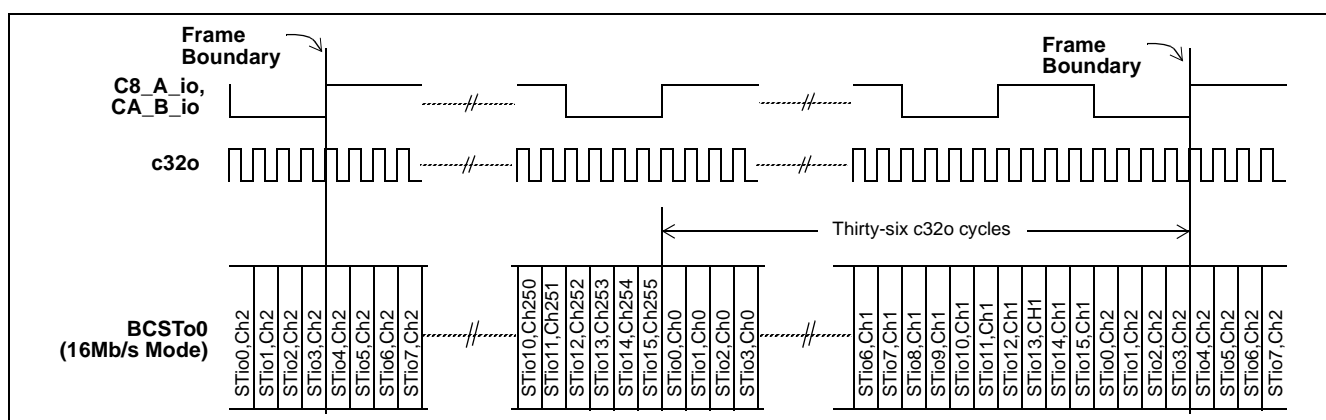 Frame
Boundary
Frame
Boundary
C8_A_io,
CA_B_io
c32o
Thirty-six c32o cycles
BCSTo0
(16Mb/s Mode)
STio0,Ch2
STio1,Ch2
STio2,Ch2
STio3,Ch2
STio4,Ch2
STio5,Ch2
STio6,Ch2
STio7,Ch2
STio10,Ch250
STio11,Ch251
STio12,Ch252
STio13,Ch253
STio14,Ch254
STio15,Ch255
STio0,Ch0
STio1,Ch0
STio2,Ch0
STio3,Ch0
STio6,Ch1
STio7,Ch1
STio8,Ch1
STio9,Ch1
STio10,Ch1
STio11,Ch1
STio12,Ch1
STio13,CH1
STio14,Ch1
STio15,Ch1
STio0,Ch2
STio1,Ch2
STio2,Ch2
STio3,Ch2
STio4,Ch2
STio5,Ch2
STio6,Ch2
STio7,Ch2